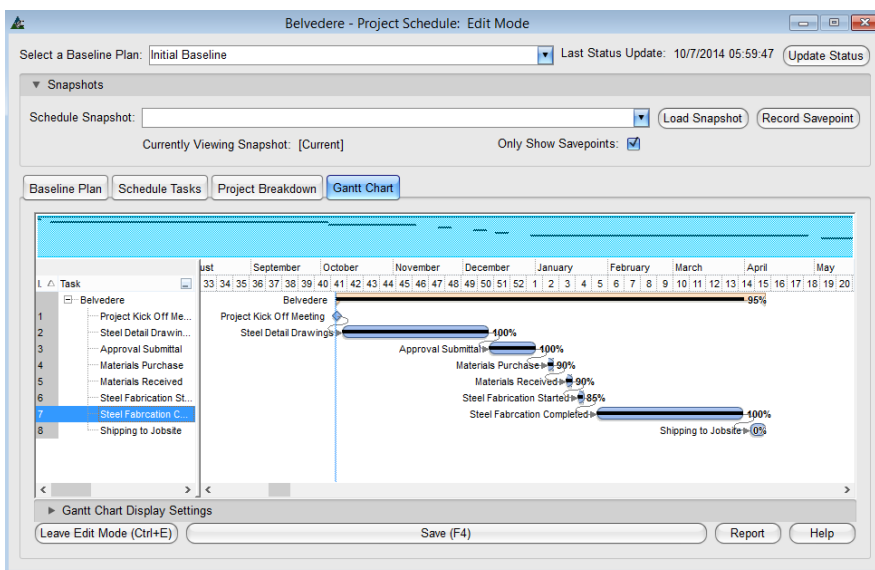 Belvedere - Project Schedule: Edit Mode
Select a Baseline Plan: Initial Baseline Last Status Update: 10/7/2014 05:59:47 Update Status
Snapshots
Schedule Snapshot: Load Snapshot Record Savepoint
Currently Viewing Snapshot: [Current] Only Show Savepoints:
Baseline Plan Schedule Tasks Project Breakdown Gantt Chart
ust September October November December January February March April May
I. Task 33 34 35 36 37 38 39 40 41 42 43 44 45 46 47 48 49 50 51 52 1 2 3 4 5 6 7 8 9 10 11 12 13 14 15 16 17 18 19 20
Belvedere Belvedere 95%
1 Project Kick Off Me... Project Kick Off Meeting
2 Steel Detail Drawin... Steel Detail Drawings 100%
3 Approval Submittal Approval Submittal 100%
4 Materials Purchase Materials Purchase 90%
5 Materials Received Materials Received 90%
6 Steel Fabrication St... Steel Fabrication Started 85%
7 Steel Fabrcation C... Steel Fabrcation Completed 100%
8 Shipping to Jobsite Shipping to Jobsite 0%
Gantt Chart Display Settings
Leave Edit Mode (Ctrl+E) Save (F4) Report Help